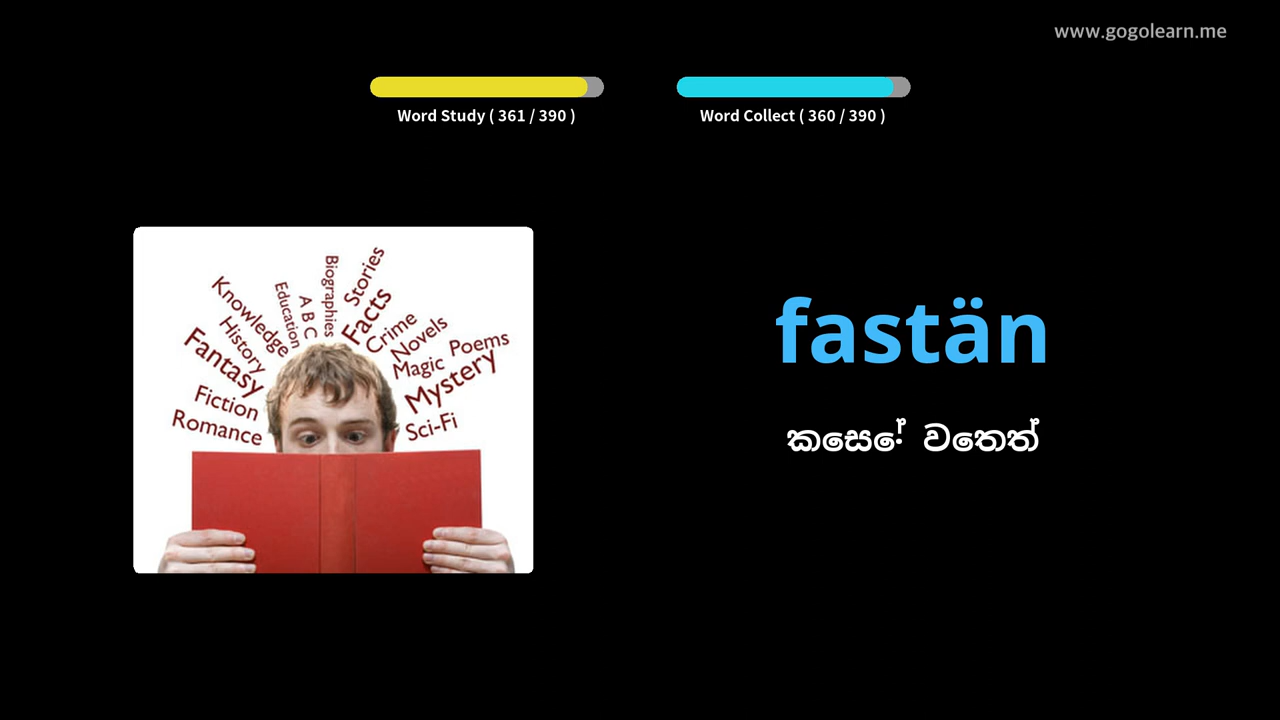 www.gogolearn.me
Word Study ( 361 / 390 )
Word Collect ( 360 / 390 )
Biographies
Stories
Education
A B C
Facts
Knowledge
Crime
History
Novels
Fantasy
Magic
Poems
Mystery
Fiction
Romance
Sci-Fi
fastän
කෙසේ වෙතත්